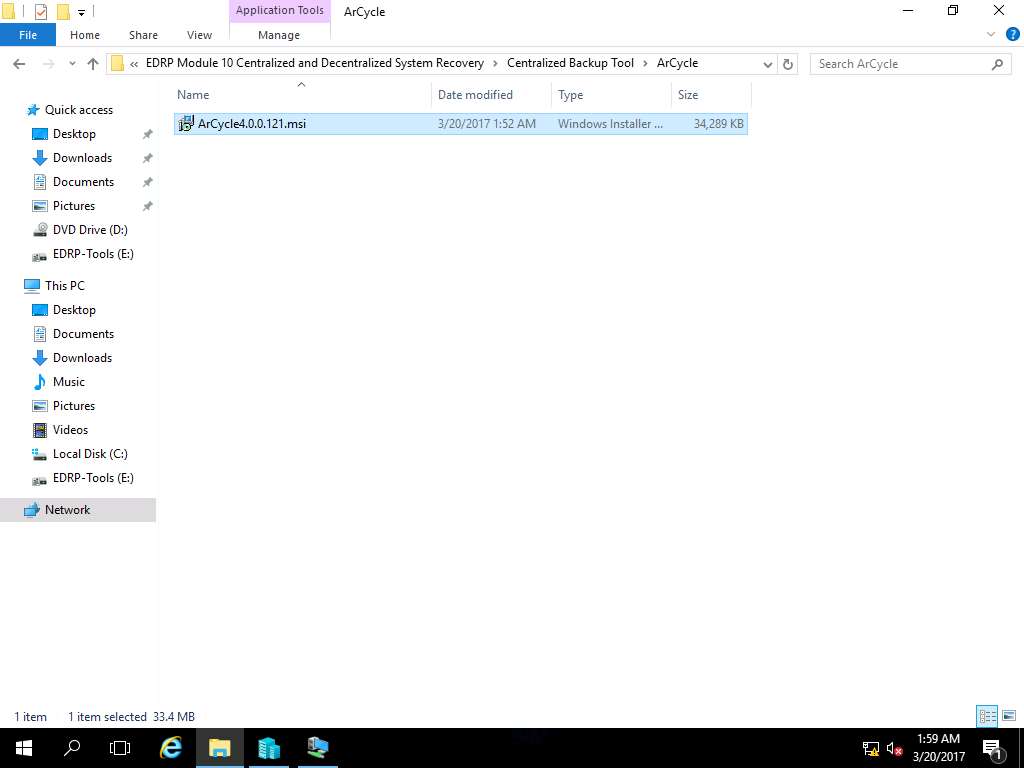 Application Tools ArCycle
File Home Share View Manage
« EDRP Module 10 Centralized and Decentralized System Recovery › Centralized Backup Tool › ArCycle Search ArCycle
Name Date modified Type Size
ArCycle4.0.0.121.msi 3/20/2017 1:52 AM Windows Installer ... 34,289 KB
Quick access
Desktop
Downloads
Documents
Pictures
DVD Drive (D:)
EDRP-Tools (E:)
This PC
Desktop
Documents
Downloads
Music
Pictures
Videos
Local Disk (C:)
EDRP-Tools (E:)
Network
1 item 1 item selected 33.4 MB
1:59 AM
3/20/2017
1